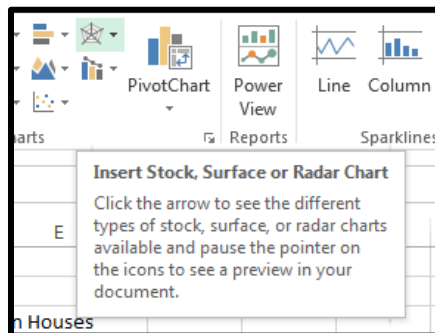 PivotChart
Power
View
Line
Column
arts
Reports
Sparklines
Insert Stock, Surface or Radar Chart
Click the arrow to see the different
types of stock, surface, or radar charts
available and pause the pointer on
the icons to see a preview in your
document.
E
n Houses